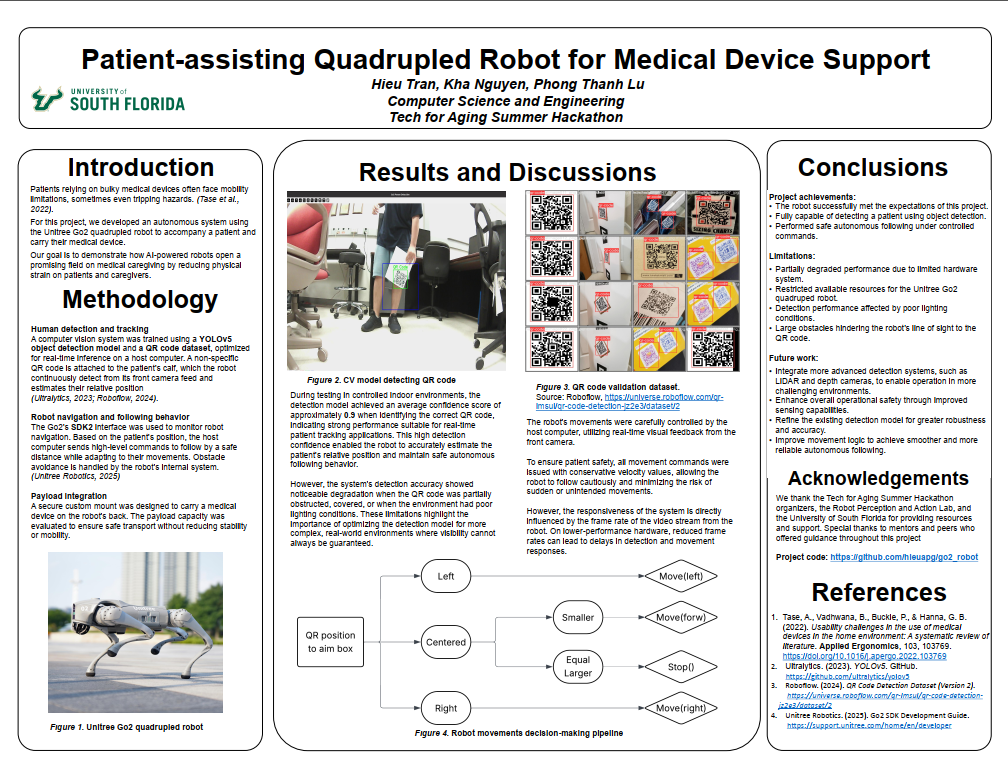 Patient-assisting Quadrupled Robot for Medical Device Support
Hieu Tran, Kha Nguyen, Phong Thanh Lu
Computer Science and Engineering
Tech for Aging Summer Hackathon
UNIVERSITY of
SOUTH FLORIDA
Introduction
Patients relying on bulky medical devices often face mobility
limitations, sometimes even tripping hazards. (Tase et al.,
2022).
For this project, we developed an autonomous system using
the Unitree Go2 quadrupled robot to accompany a patient and
carry their medical device.
Our goal is to demonstrate how AI-powered robots open a
promising field on medical caregiving by reducing physical
strain on patients and caregivers.
Methodology
Human detection and tracking
A computer vision system was trained using a YOLOv5
object detection model and a QR code dataset, optimized
for real-time inference on a host computer. A non-specific
QR code is attached to the patient's calf, which the robot
continuously detect from its front camera feed and
estimates their relative position
(Ultralytics, 2023; Roboflow, 2024).
Robot navigation and following behavior
The Go2's SDK2 interface was used to monitor robot
navigation. Based on the patient's position, the host
computer sends high-level commands to follow by a safe
distance while adapting to their movements. Obstacle
avoidance is handled by the robot's internal system.
(Unitree Robotics, 2025)
Payload integration
A secure custom mount was designed to carry a medical
device on the robot's back. The payload capacity was
evaluated to ensure safe transport without reducing stability
or mobility.
Figure 1. Unitree Go2 quadrupled robot
Results and Discussions
Figure 2. CV model detecting QR code
During testing in controlled indoor environments, the
detection model achieved an average confidence score of
approximately 0.9 when identifying the correct QR code,
indicating strong performance suitable for real-time
patient tracking applications. This high detection
confidence enabled the robot to accurately estimate the
patient's relative position and maintain safe autonomous
following behavior.
However, the system's detection accuracy showed
noticeable degradation when the QR code was partially
obstructed, covered, or when the environment had poor
lighting conditions. These limitations highlight the
importance of optimizing the detection model for more
complex, real-world environments where visibility cannot
always be guaranteed.
SEATING CHARTS
Figure 3. QR code validation dataset.
Source: Roboflow, https://universe.roboflow.com/qr-
lmsul/qr-code-detection-jz2e3/dataset/2
The robot's movements were carefully controlled by the
host computer, utilizing real-time visual feedback from the
front camera.
To ensure patient safety, all movement commands were
issued with conservative velocity values, allowing the
robot to follow cautiously and minimizing the risk of
sudden or unintended movements.
However, the responsiveness of the system is directly
influenced by the frame rate of the video stream from the
robot. On lower-performance hardware, reduced frame
rates can lead to delays in detection and movement
responses.
QR position
to aim box
Left
Move(left)
Centered
Smaller
Move(forw)
Equal
Larger
Stop()
Right
Move(right)
Figure 4. Robot movements decision-making pipeline
Conclusions
Project achievements:
• The robot successfully met the expectations of this project.
• Fully capable of detecting a patient using object detection.
• Performed safe autonomous following under controlled
commands.
Limitations:
• Partially degraded performance due to limited hardware
system.
• Restricted available resources for the Unitree Go2
quadruped robot.
• Detection performance affected by poor lighting
conditions.
• Large obstacles hindering the robot's line of sight to the
QR code.
Future work:
• Integrate more advanced detection systems, such as
LIDAR and depth cameras, to enable operation in more
challenging environments.
• Enhance overall operational safety through improved
sensing capabilities.
• Refine the existing detection model for greater robustness
and accuracy.
• Improve movement logic to achieve smoother and more
reliable autonomous following.
Acknowledgements
We thank the Tech for Aging Summer Hackathon
organizers, the Robot Perception and Action Lab, and
the University of South Florida for providing resources
and support. Special thanks to mentors and peers who
offered guidance throughout this project
Project code: https://github.com/hieuapg/go2_robot
References
1. Tase, A., Vadhwana, B., Buckle, P., & Hanna, G. B.
(2022). Usability challenges in the use of medical
devices in the home environment: A systematic review of
literature. Applied Ergonomics, 103, 103769.
https://doi.org/10.1016/j.apergo.2022.103769
2. Ultralytics. (2023). YOLOv5. GitHub.
https://github.com/ultralytics/yolov5
3. Roboflow. (2024). QR Code Detection Dataset (Version 2).
https://universe.roboflow.com/qr-lmsul/qr-code-detection-
jz2e3/dataset/2
4. Unitree Robotics. (2025). Go2 SDK Development Guide.
https://support.unitree.com/home/en/developer